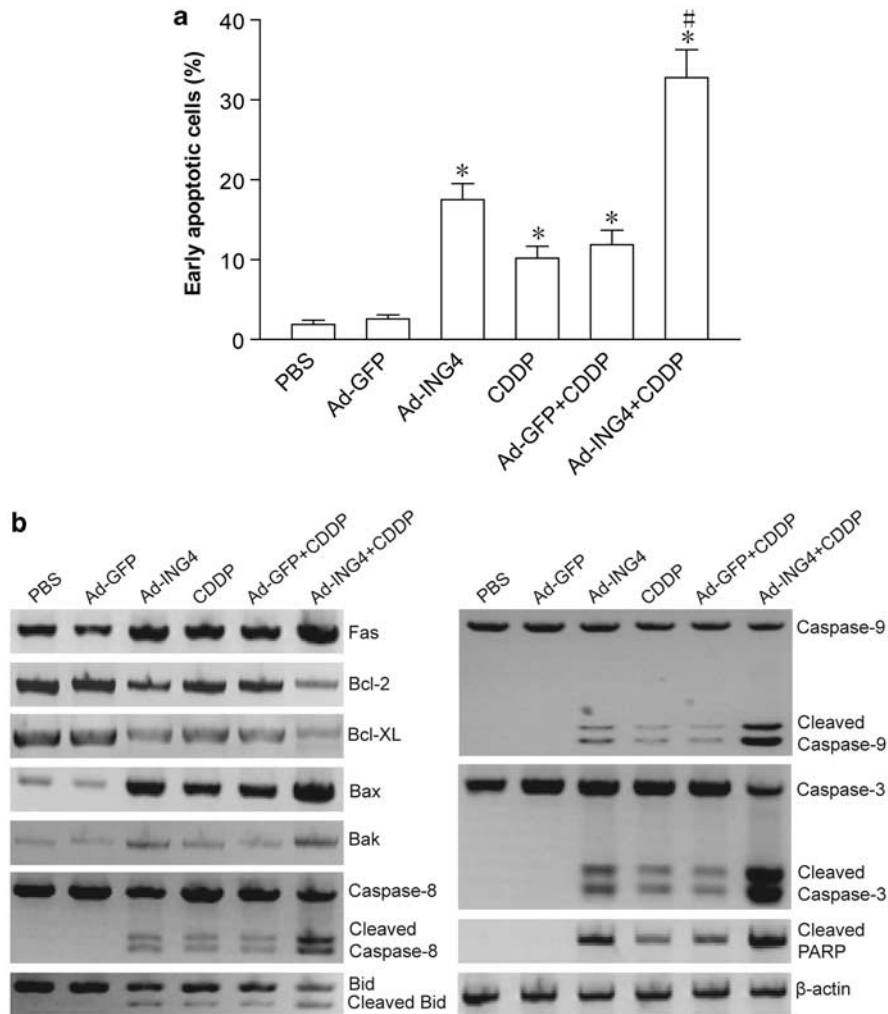 a
Early apoptotic cells (%)
40
30
20
10
0
*
*
*
#
*
PBS
Ad-GFP
Ad-ING4
CDDP
Ad-GFP+CDDP
Ad-ING4+CDDP
b
PBS
Ad-GFP
Ad-ING4
CDDP
Ad-GFP+CDDP
Ad-ING4+CDDP
Fas
Bcl-2
Bcl-XL
Bax
Bak
Caspase-8
Cleaved
Caspase-8
Bid
Cleaved Bid
PBS
Ad-GFP
Ad-ING4
CDDP
Ad-GFP+CDDP
Ad-ING4+CDDP
Caspase-9
Cleaved
Caspase-9
Caspase-3
Cleaved
Caspase-3
Cleaved
PARP
β-actin